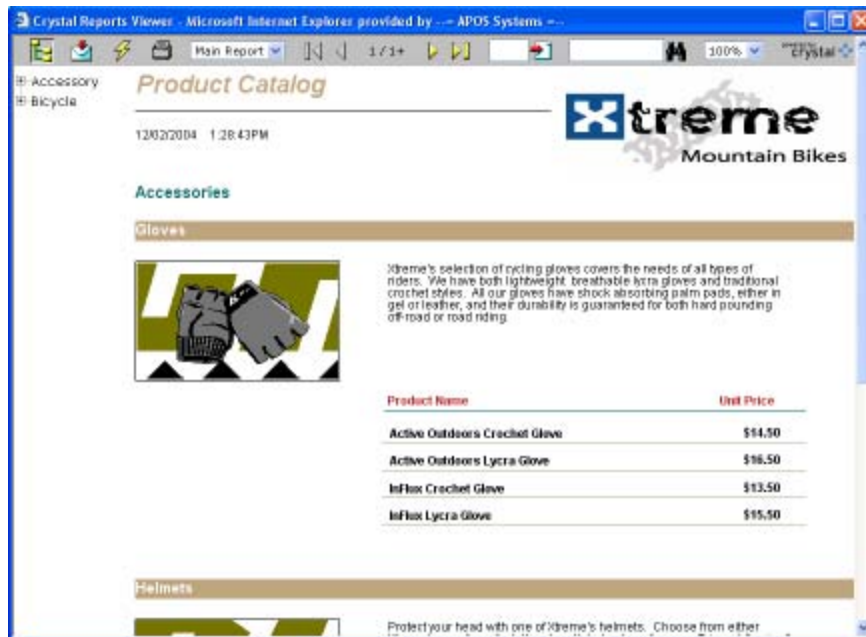 Crystal Reports Viewer - Microsoft Internet Explorer provided by --= APOS Systems =--
Main Report
1 / 1+
100%
crystal
Accessory
Bicycle
Product Catalog
12/02/2004 1:28:43PM
Xtreme
Mountain Bikes
Accessories
Gloves
Xtreme's selection of cycling gloves covers the needs of all types of
riders. We have both lightweight, breathable lycra gloves and traditional
crochet styles. All our gloves have shock absorbing palm pads, either in
gel or leather, and their durability is guaranteed for both hard pounding
off-road or road riding.
Product Name Unit Price
Active Outdoors Crochet Glove $14.50
Active Outdoors Lycra Glove $16.50
InFlux Crochet Glove $13.50
InFlux Lycra Glove $15.50
Helmets
Protect your head with one of Xtreme's helmets. Choose from either